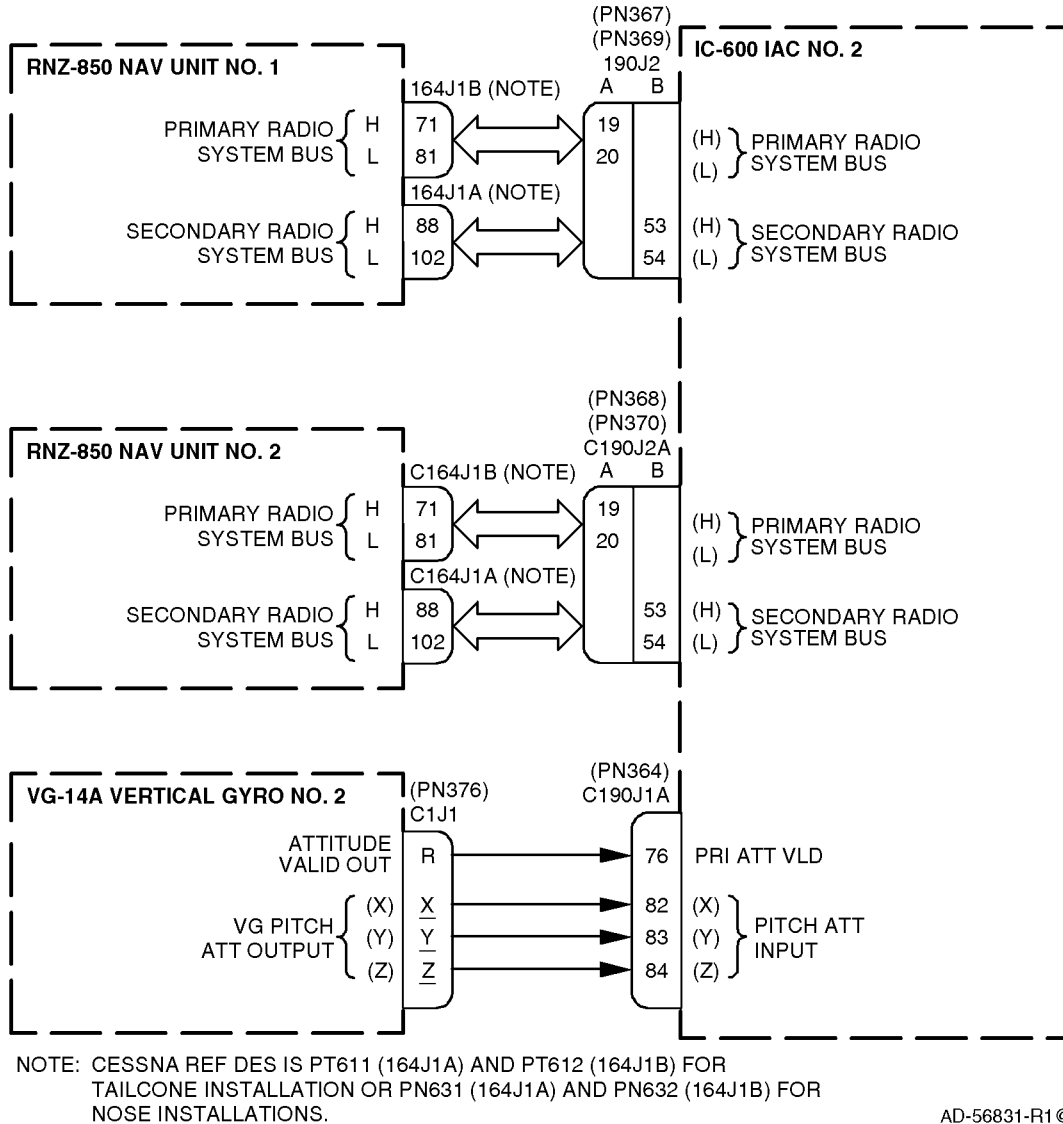 (PN367)
(PN369)
190J2
A B
IC-600 IAC NO. 2
RNZ-850 NAV UNIT NO. 1
164J1B (NOTE)
PRIMARY RADIO
SYSTEM BUS
H 71 19 (H)
L 81 20 (L)
PRIMARY RADIO
SYSTEM BUS
164J1A (NOTE)
SECONDARY RADIO
SYSTEM BUS
H 88 53 (H)
L 102 54 (L)
SECONDARY RADIO
SYSTEM BUS
(PN368)
(PN370)
C190J2A
A B
RNZ-850 NAV UNIT NO. 2
C164J1B (NOTE)
PRIMARY RADIO
SYSTEM BUS
H 71 19 (H)
L 81 20 (L)
PRIMARY RADIO
SYSTEM BUS
C164J1A (NOTE)
SECONDARY RADIO
SYSTEM BUS
H 88 53 (H)
L 102 54 (L)
SECONDARY RADIO
SYSTEM BUS
(PN364)
C190J1A
VG-14A VERTICAL GYRO NO. 2
(PN376)
C1J1
ATTITUDE
VALID OUT
R 76 PRI ATT VLD
VG PITCH
ATT OUTPUT
(X) X 82 (X)
(Y) Y 83 (Y)
(Z) Z 84 (Z)
PITCH ATT
INPUT
NOTE: CESSNA REF DES IS PT611 (164J1A) AND PT612 (164J1B) FOR
TAILCONE INSTALLATION OR PN631 (164J1A) AND PN632 (164J1B) FOR
NOSE INSTALLATIONS.
AD-56831-R1@